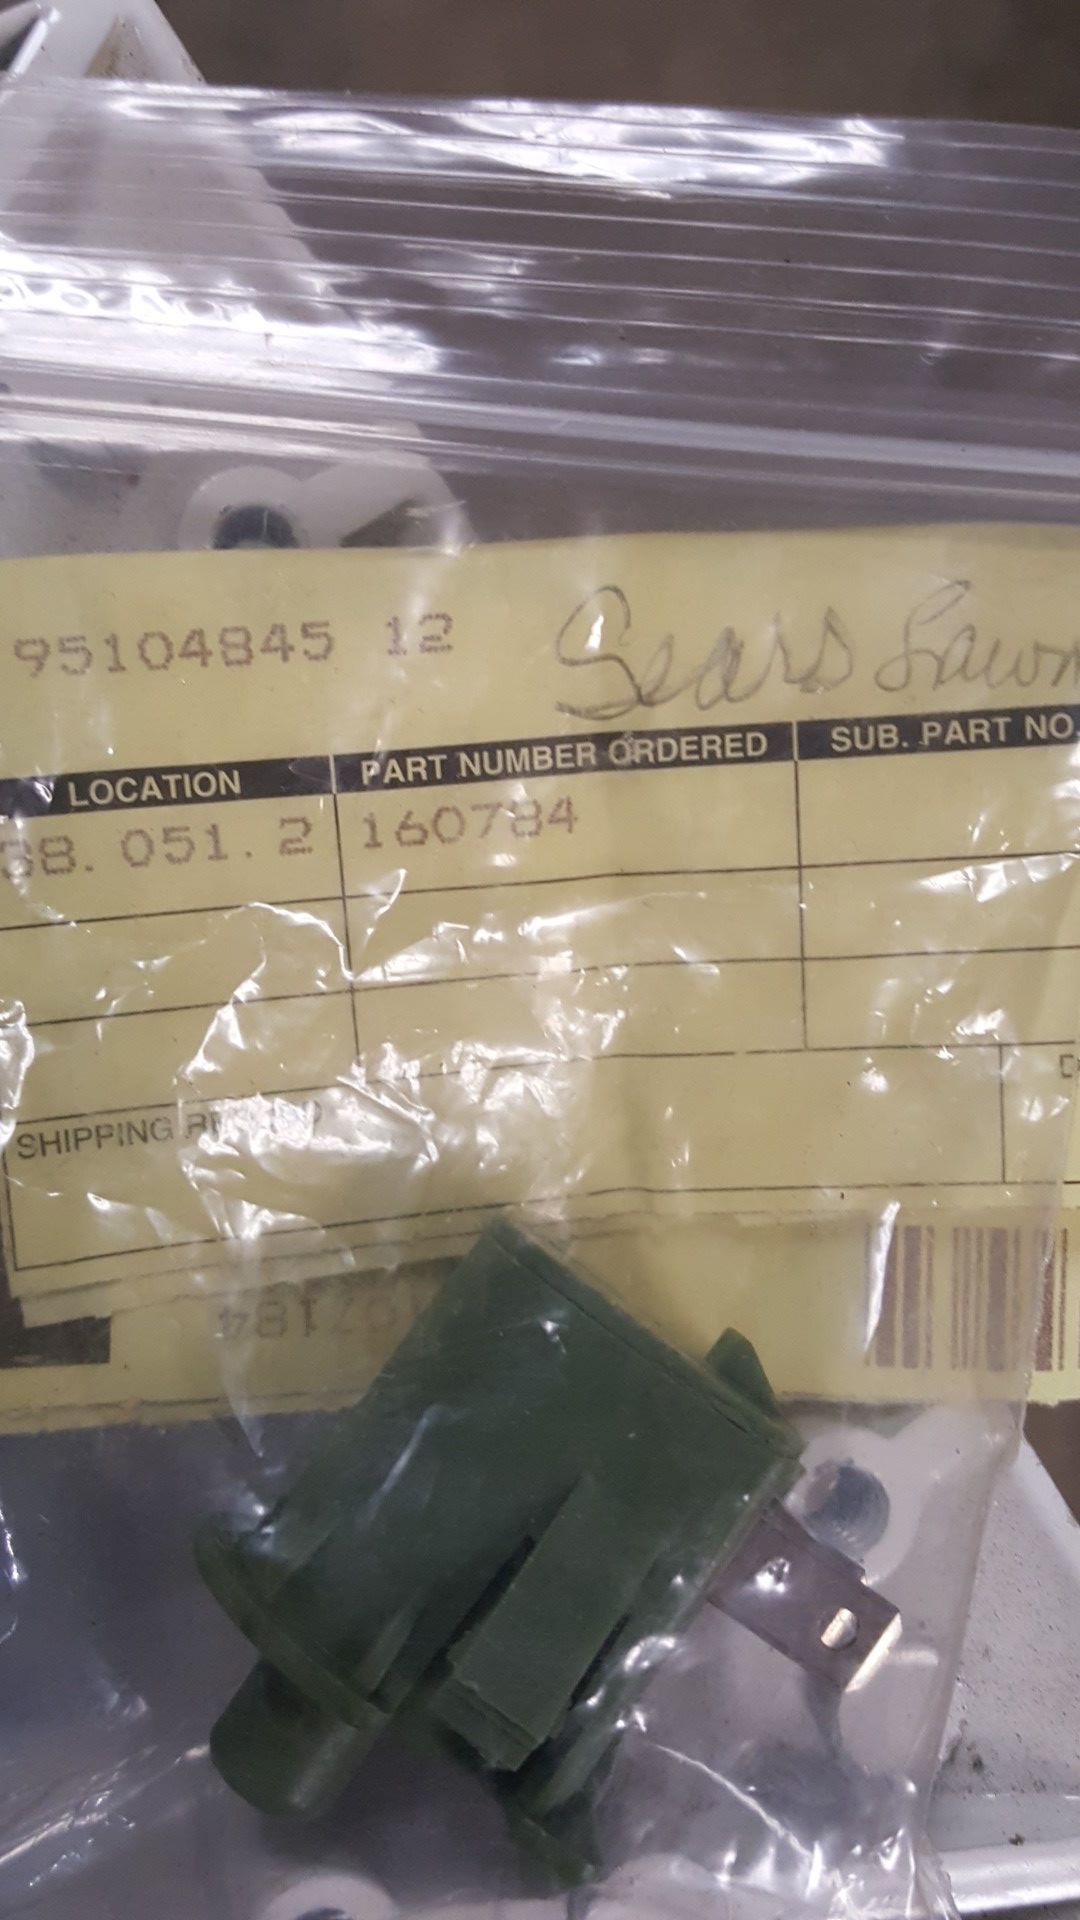 95104845 12 Sears Lawn
LOCATION PART NUMBER ORDERED SUB. PART NO.
38. 051. 2 160784
SHIPPING